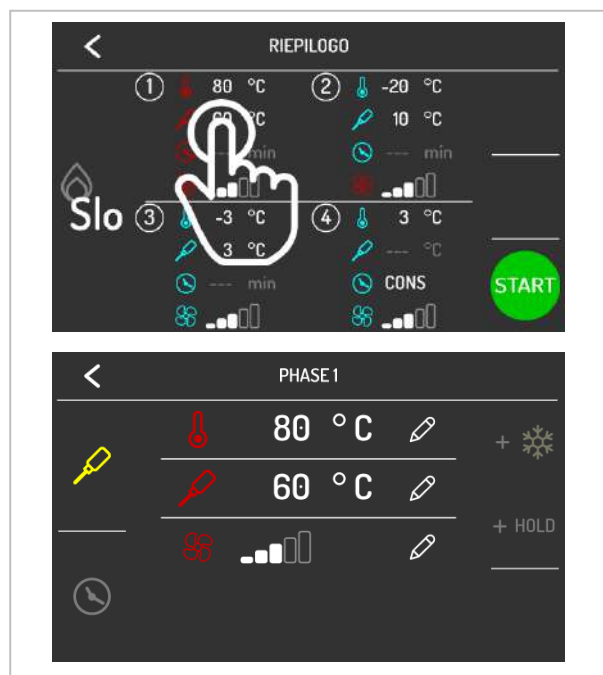 RIEPILOGO
1 80 °C 2 -20 °C
60 °C 10 °C
--- min --- min
Slo 3 -3 °C 4 3 °C
3 °C --- °C
--- min CONS START
PHASE 1
80 °C
+
60 °C
+ HOLD